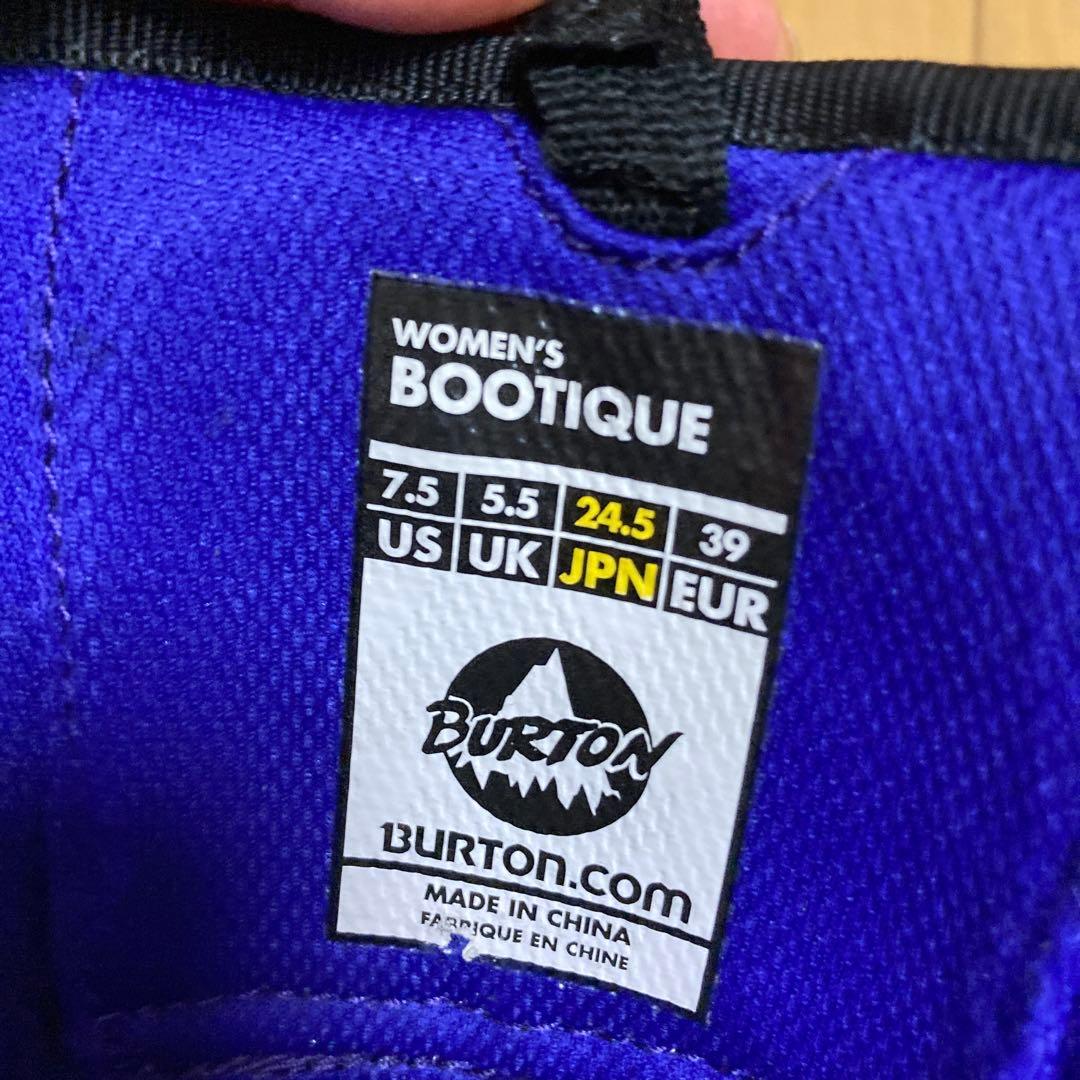 WOMEN'S
BOOTIQUE
7.5 5.5 24.5 39
US UK JPN EUR
BURTON
BURTON.COM
MADE IN CHINA
FABRIQUE EN CHINE